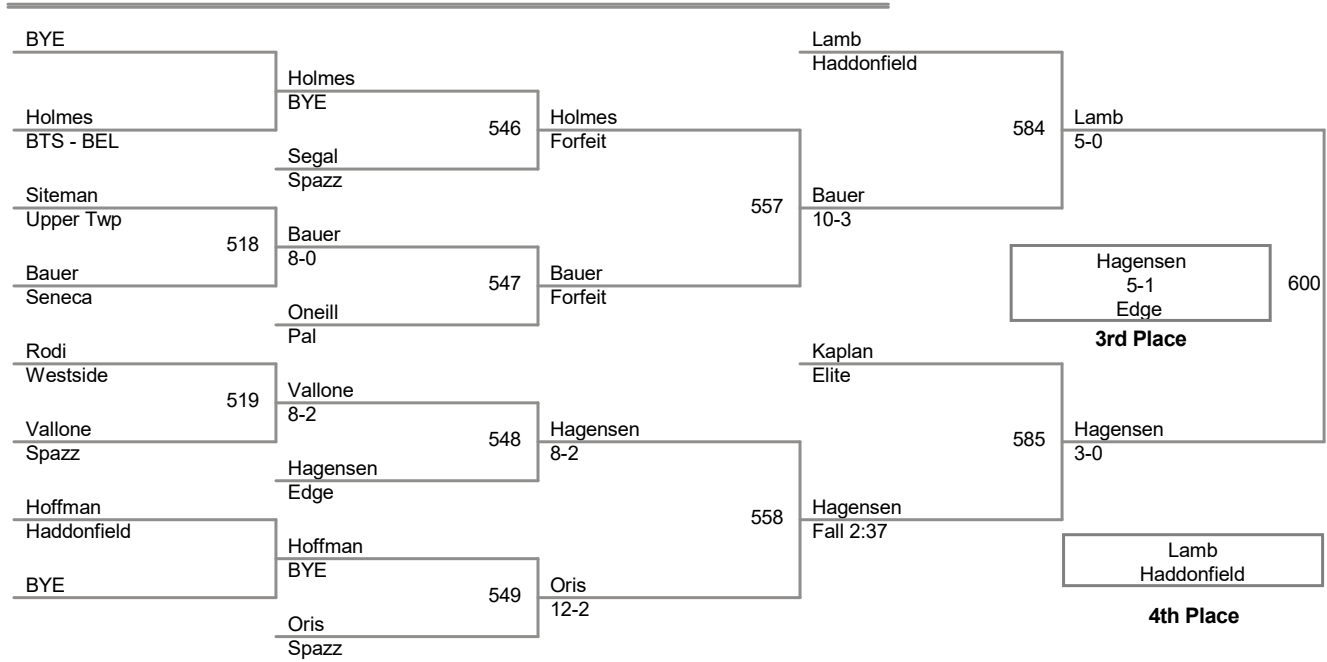 BYE
Holmes
BTS - BEL
Siteman
Upper Twp
518
Bauer
Seneca
Rodi
Westside
519
Vallone
Spazz
Hoffman
Haddonfield
BYE
Holmes
BYE
546
Segal
Spazz
Bauer
8-0
547
Oneill
Pal
Vallone
8-2
548
Hagensen
Edge
Hoffman
BYE
549
Oris
Spazz
Holmes
Forfeit
557
Bauer
Forfeit
Hagensen
8-2
558
Oris
12-2
Lamb
Haddonfield
584
Bauer
10-3
Kaplan
Elite
585
Hagensen
Fall 2:37
Lamb
5-0
600
Hagensen
3-0
Hagensen
5-1
Edge
3rd Place
Lamb
Haddonfield
4th Place